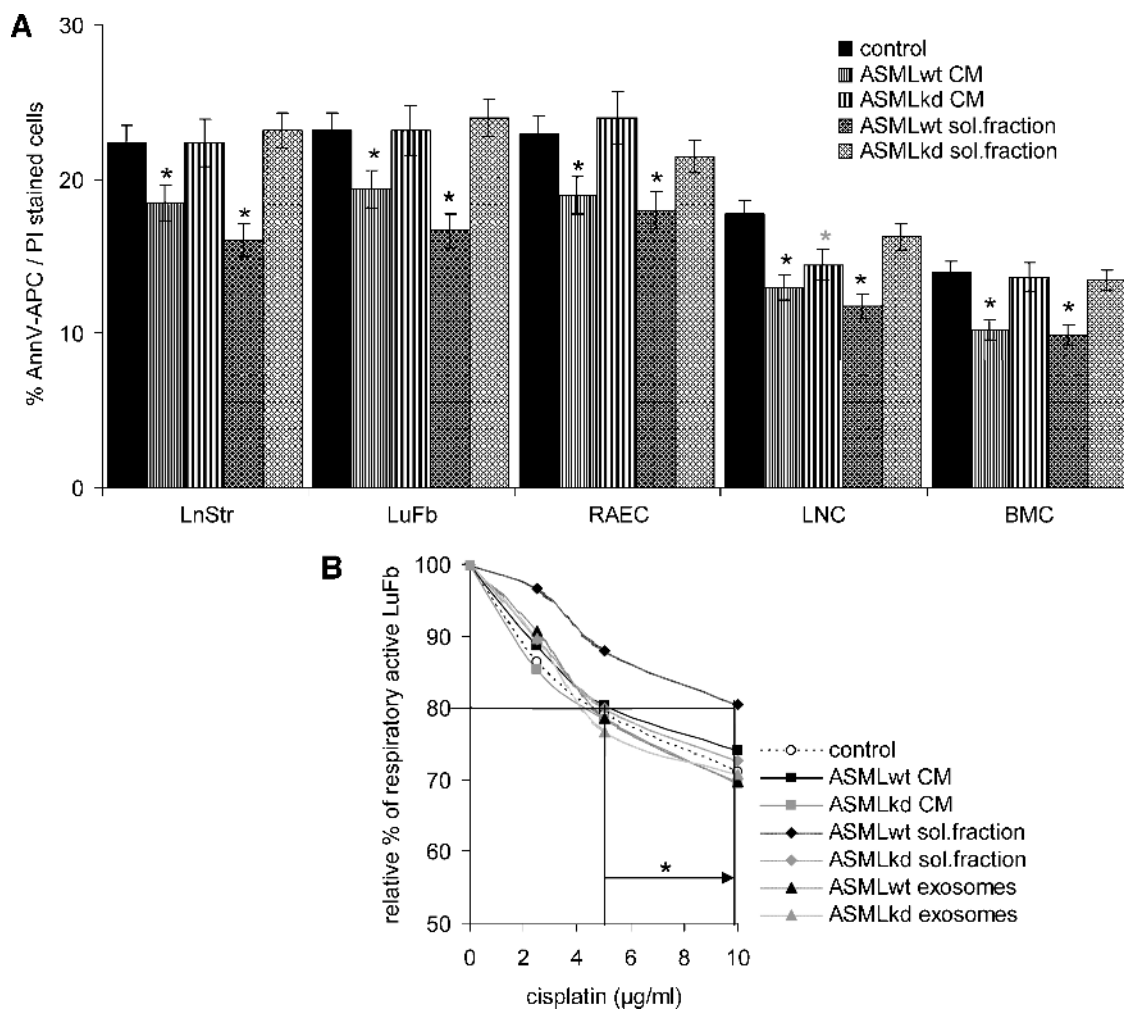 A
30
20
10
0
% AnnV-APC / PI stained cells
control
ASMLwt CM
ASMLkd CM
ASMLwt sol.fraction
ASMLkd sol.fraction
* * * * * * * * * * *
LnStr LuFb RAEC LNC BMC
B
100
90
80
70
60
50
relative % of respiratory active LuFb
*
0 2 4 6 8 10
cisplatin (µg/ml)
control
ASMLwt CM
ASMLkd CM
ASMLwt sol.fraction
ASMLkd sol.fraction
ASMLwt exosomes
ASMLkd exosomes